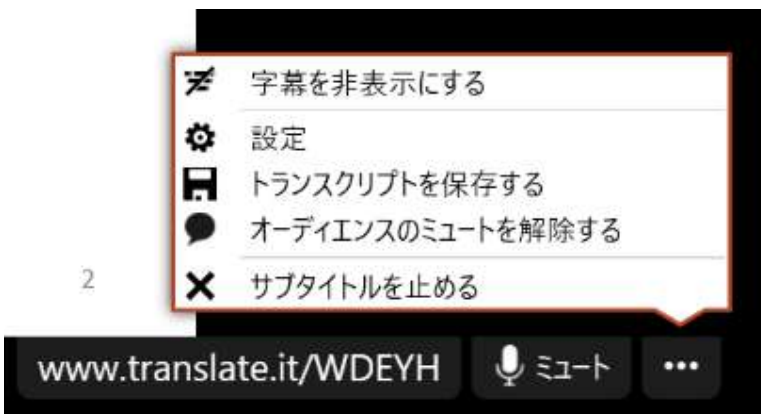 字幕を非表示にする
設定
トランスクリプトを保存する
オーディエンスのミュートを解除する
2
サブタイトルを止める
www.translate.it/WDEYH
ミュート